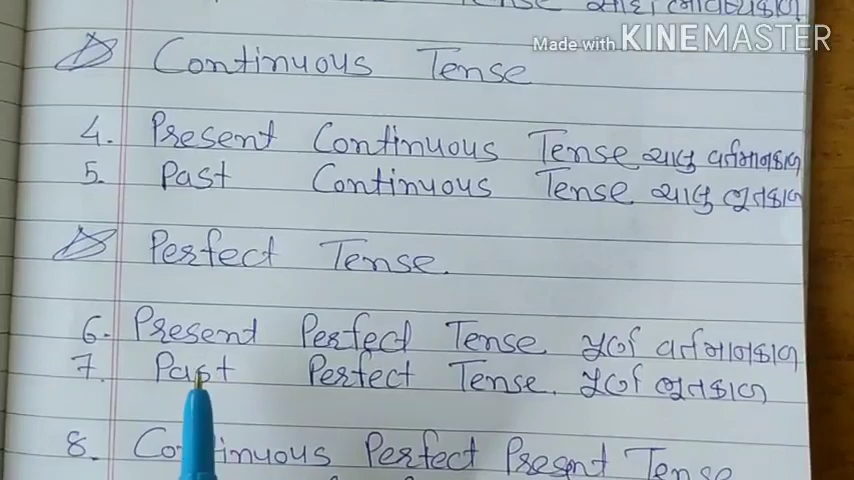 Made with KINEMASTER
Continuous Tense
4. Present Continuous Tense ચાલુ વર્તમાનકાળ
5. Past Continuous Tense ચાલુ ભૂતકાળ
Perfect Tense.
6. Present Perfect Tense પૂર્ણ વર્તમાનકાળ
7. Past Perfect Tense. પૂર્ણ ભૂતકાળ
8. Continuous Perfect Present Tense